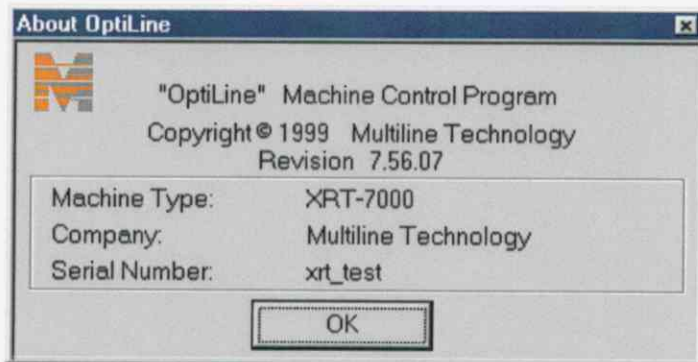 About OptiLine
"OptiLine" Machine Control Program
Copyright © 1999 Multiline Technology
Revision 7.56.07
Machine Type: XRT-7000
Company: Multiline Technology
Serial Number: xrt_test
OK